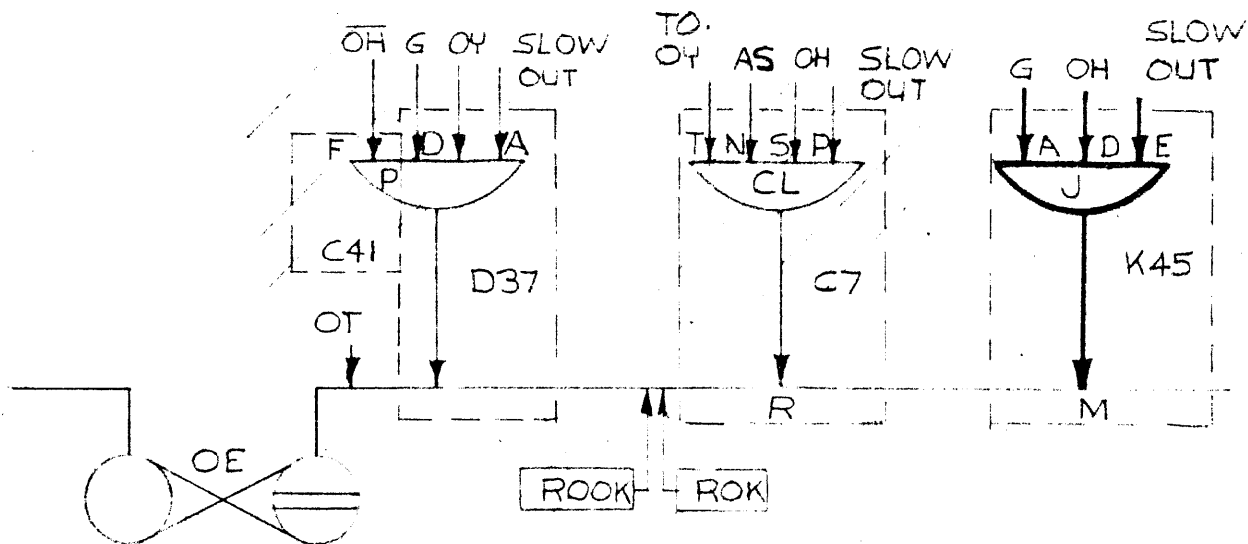 TO.
OH G OY SLOW OUT
OY AS OH SLOW OUT
G OH SLOW OUT
F D A
T N S P
A D E
P
CL
J
C41
D37
C7
K45
OT
R
M
OE
ROOK
ROK